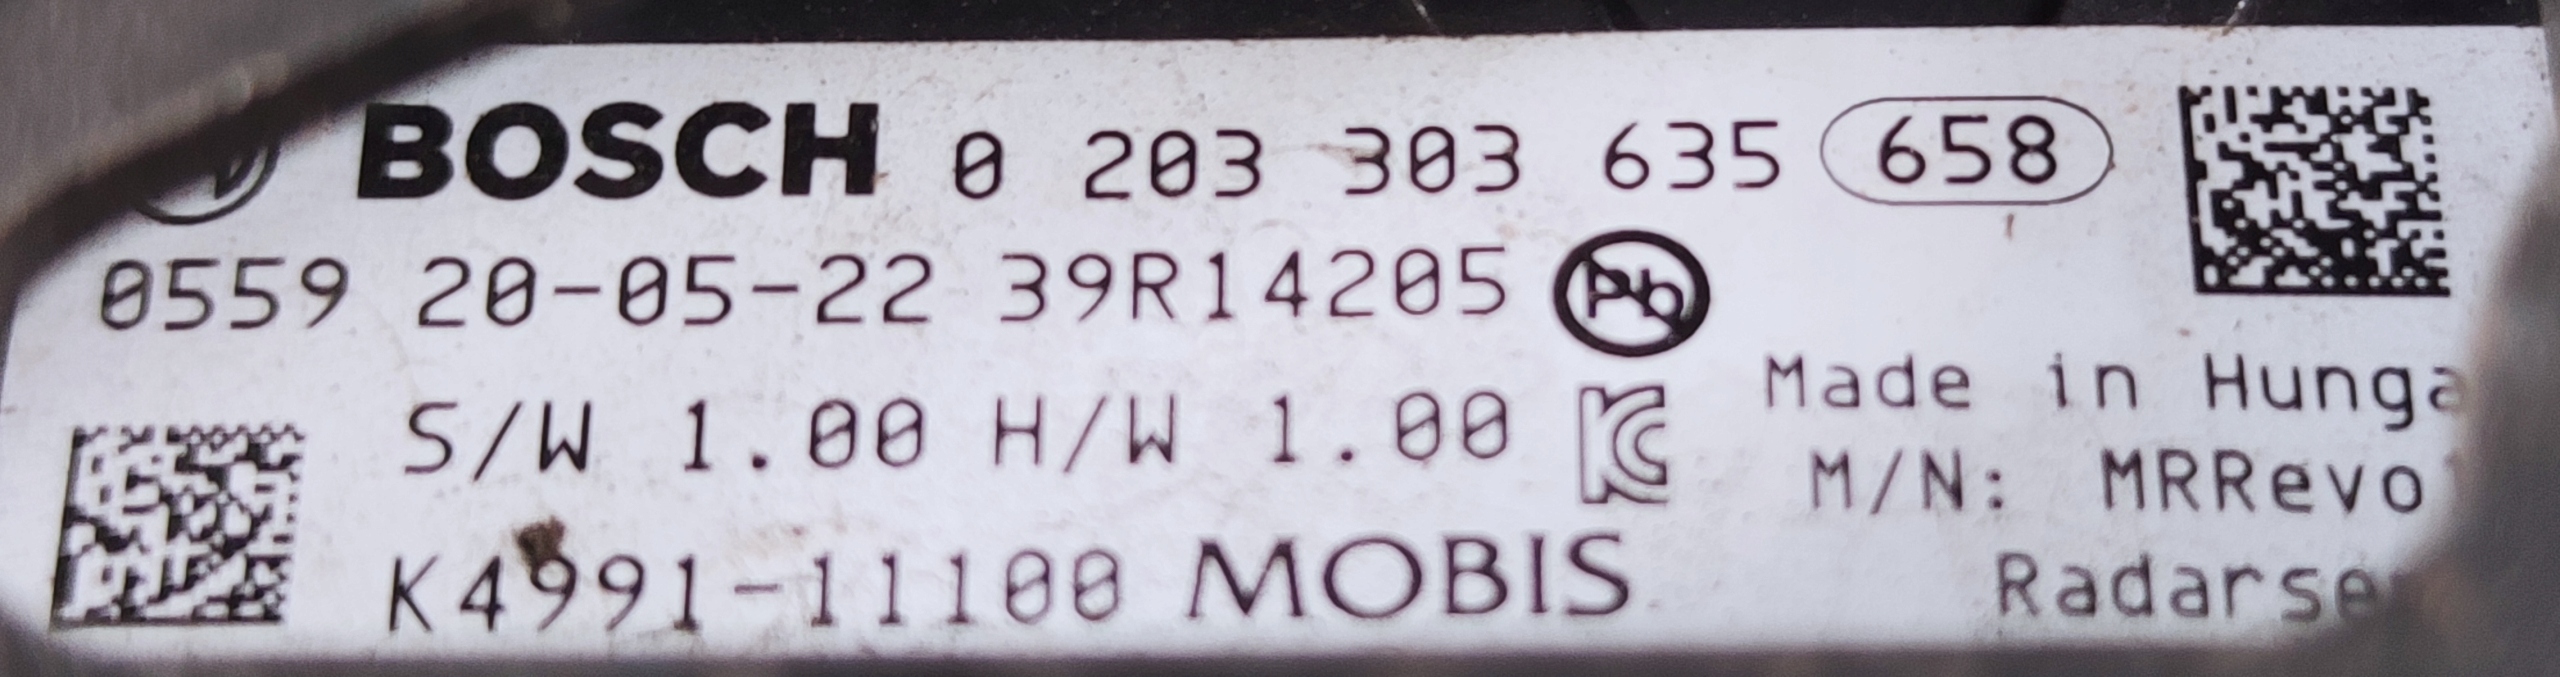 BOSCH 0 203 303 635 658
0559 20-05-22 39R14205 Pb
S/W 1.00 H/W 1.00 KC
Made in Hunga
M/N: MRRevo
K4991-11100 MOBIS
Radarse